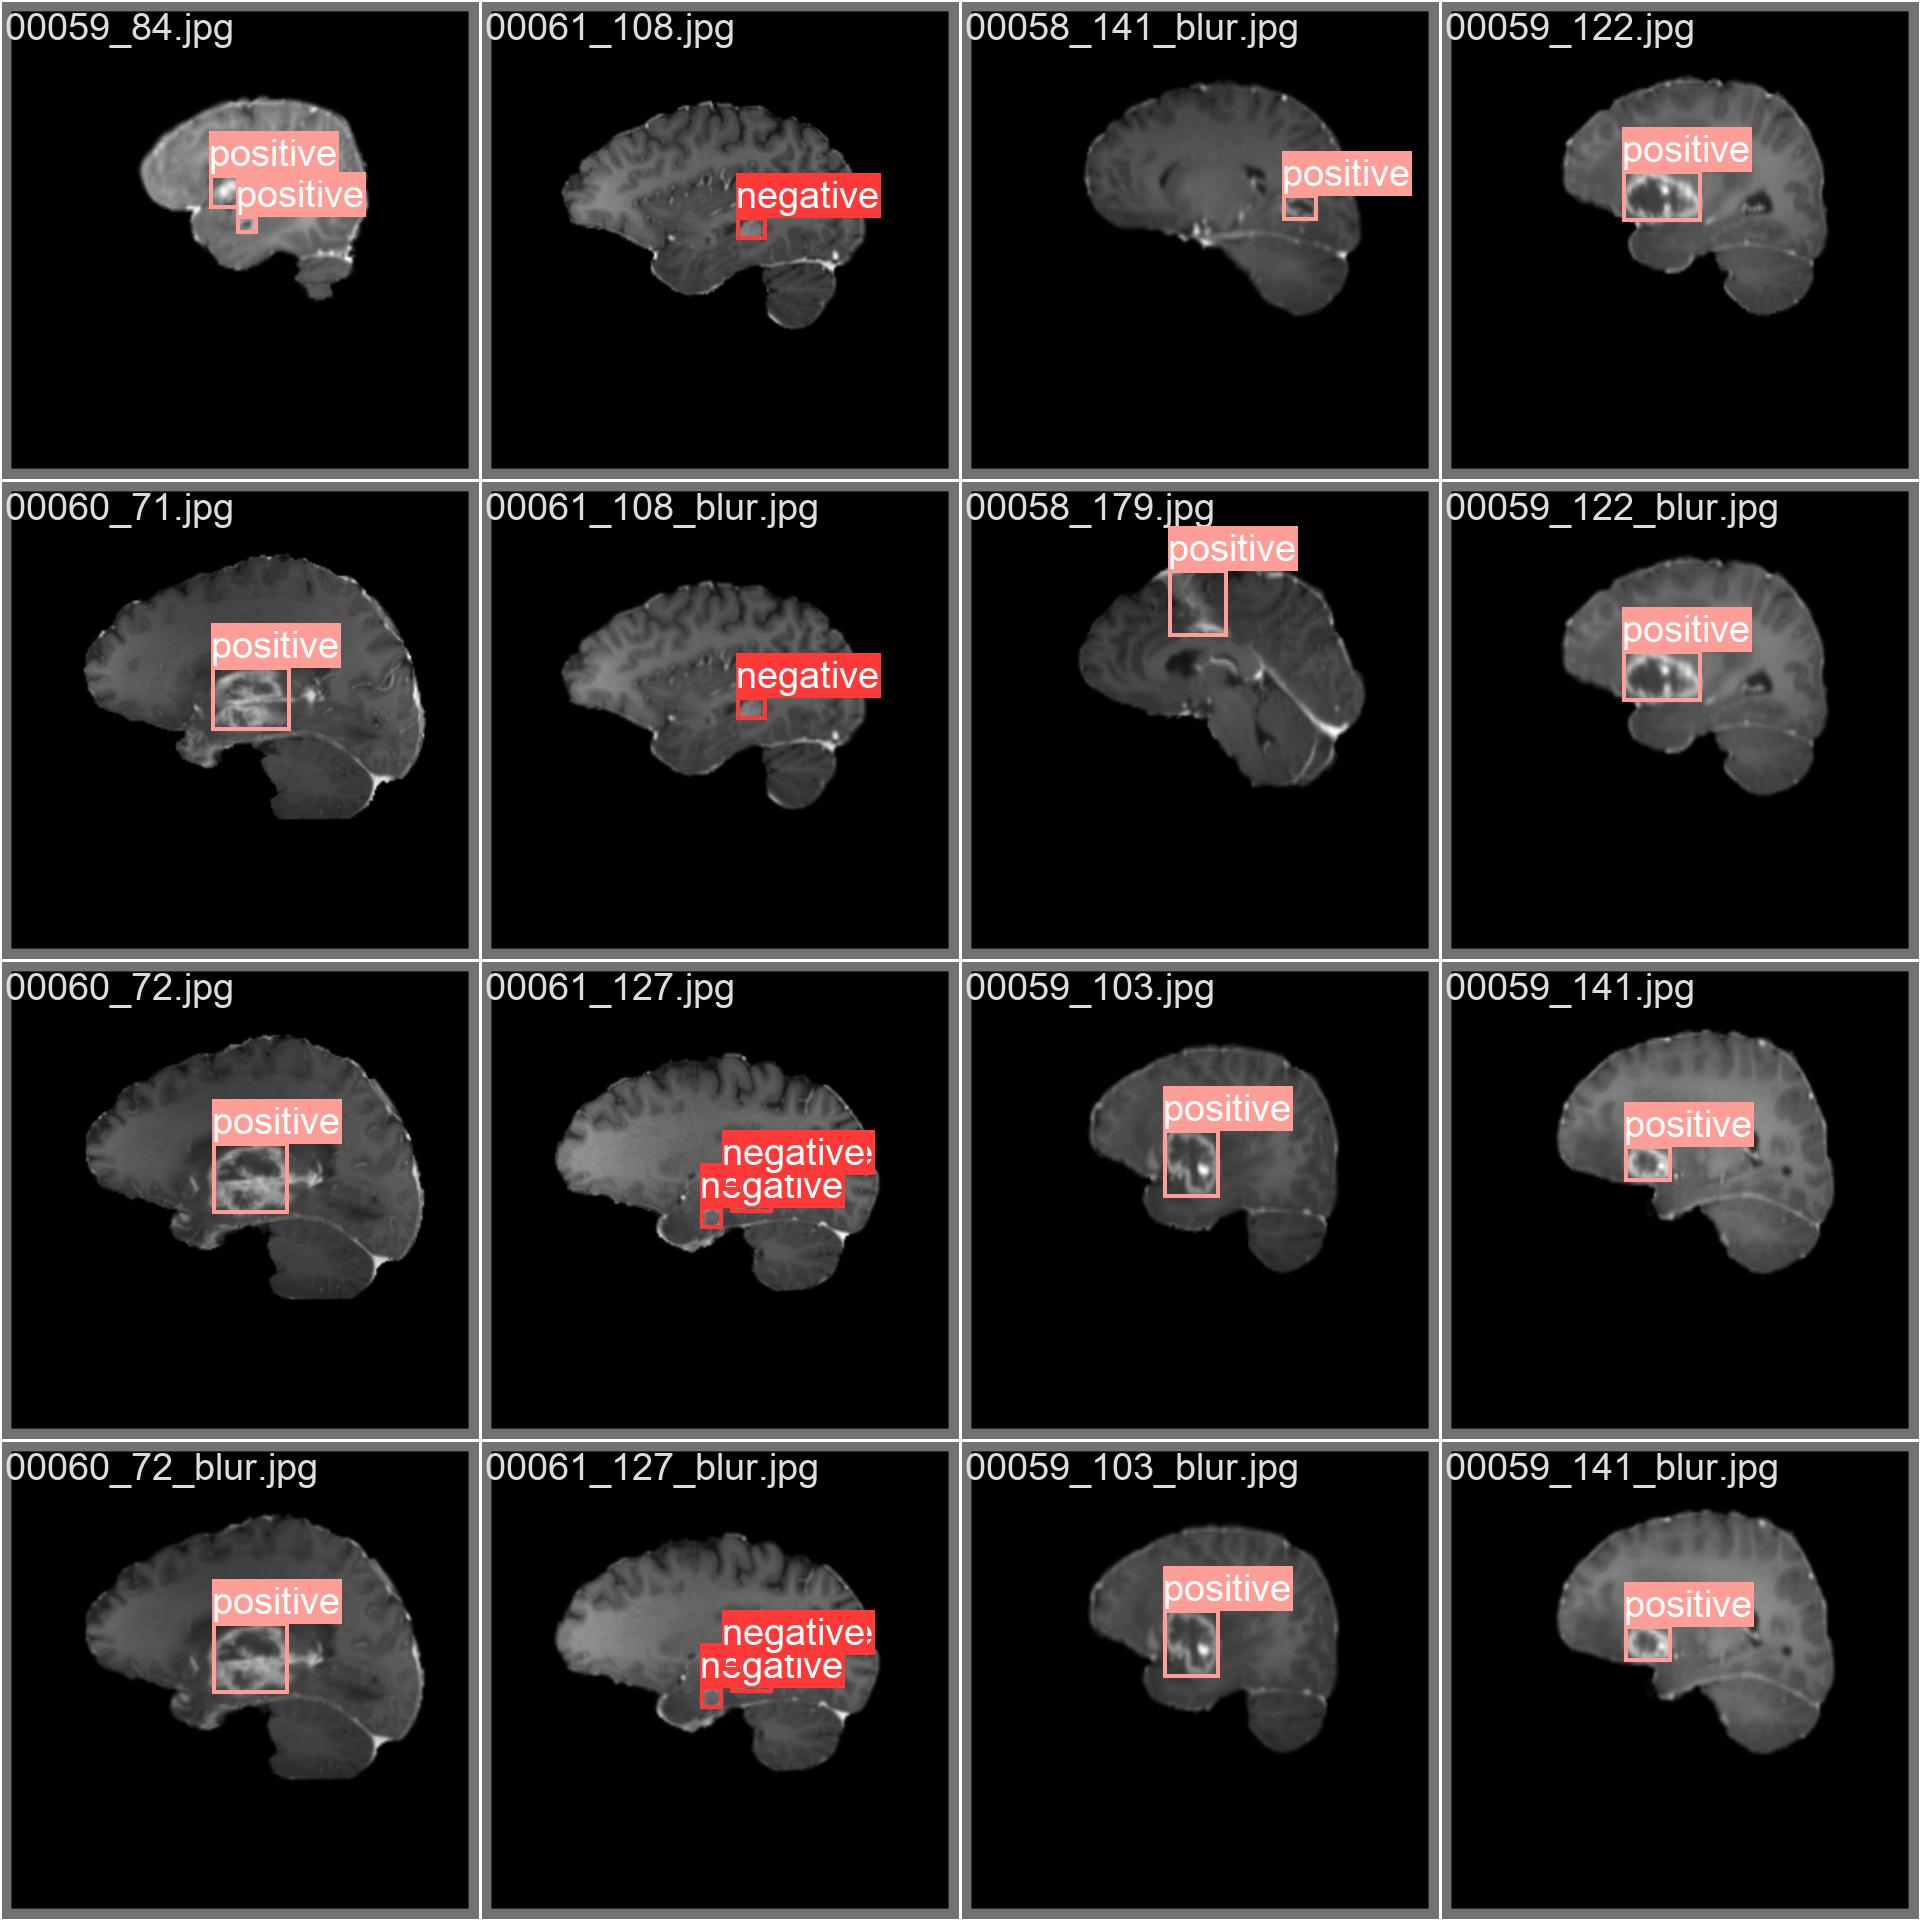 00059_84.jpg
positive
positive
00061_108.jpg
negative
00058_141_blur.jpg
positive
00059_122.jpg
positive
00060_71.jpg
positive
00061_108_blur.jpg
negative
00058_179.jpg
positive
00059_122_blur.jpg
positive
00060_72.jpg
positive
00061_127.jpg
negative
negative
00059_103.jpg
positive
00059_141.jpg
positive
00060_72_blur.jpg
positive
00061_127_blur.jpg
negative
negative
00059_103_blur.jpg
positive
00059_141_blur.jpg
positive